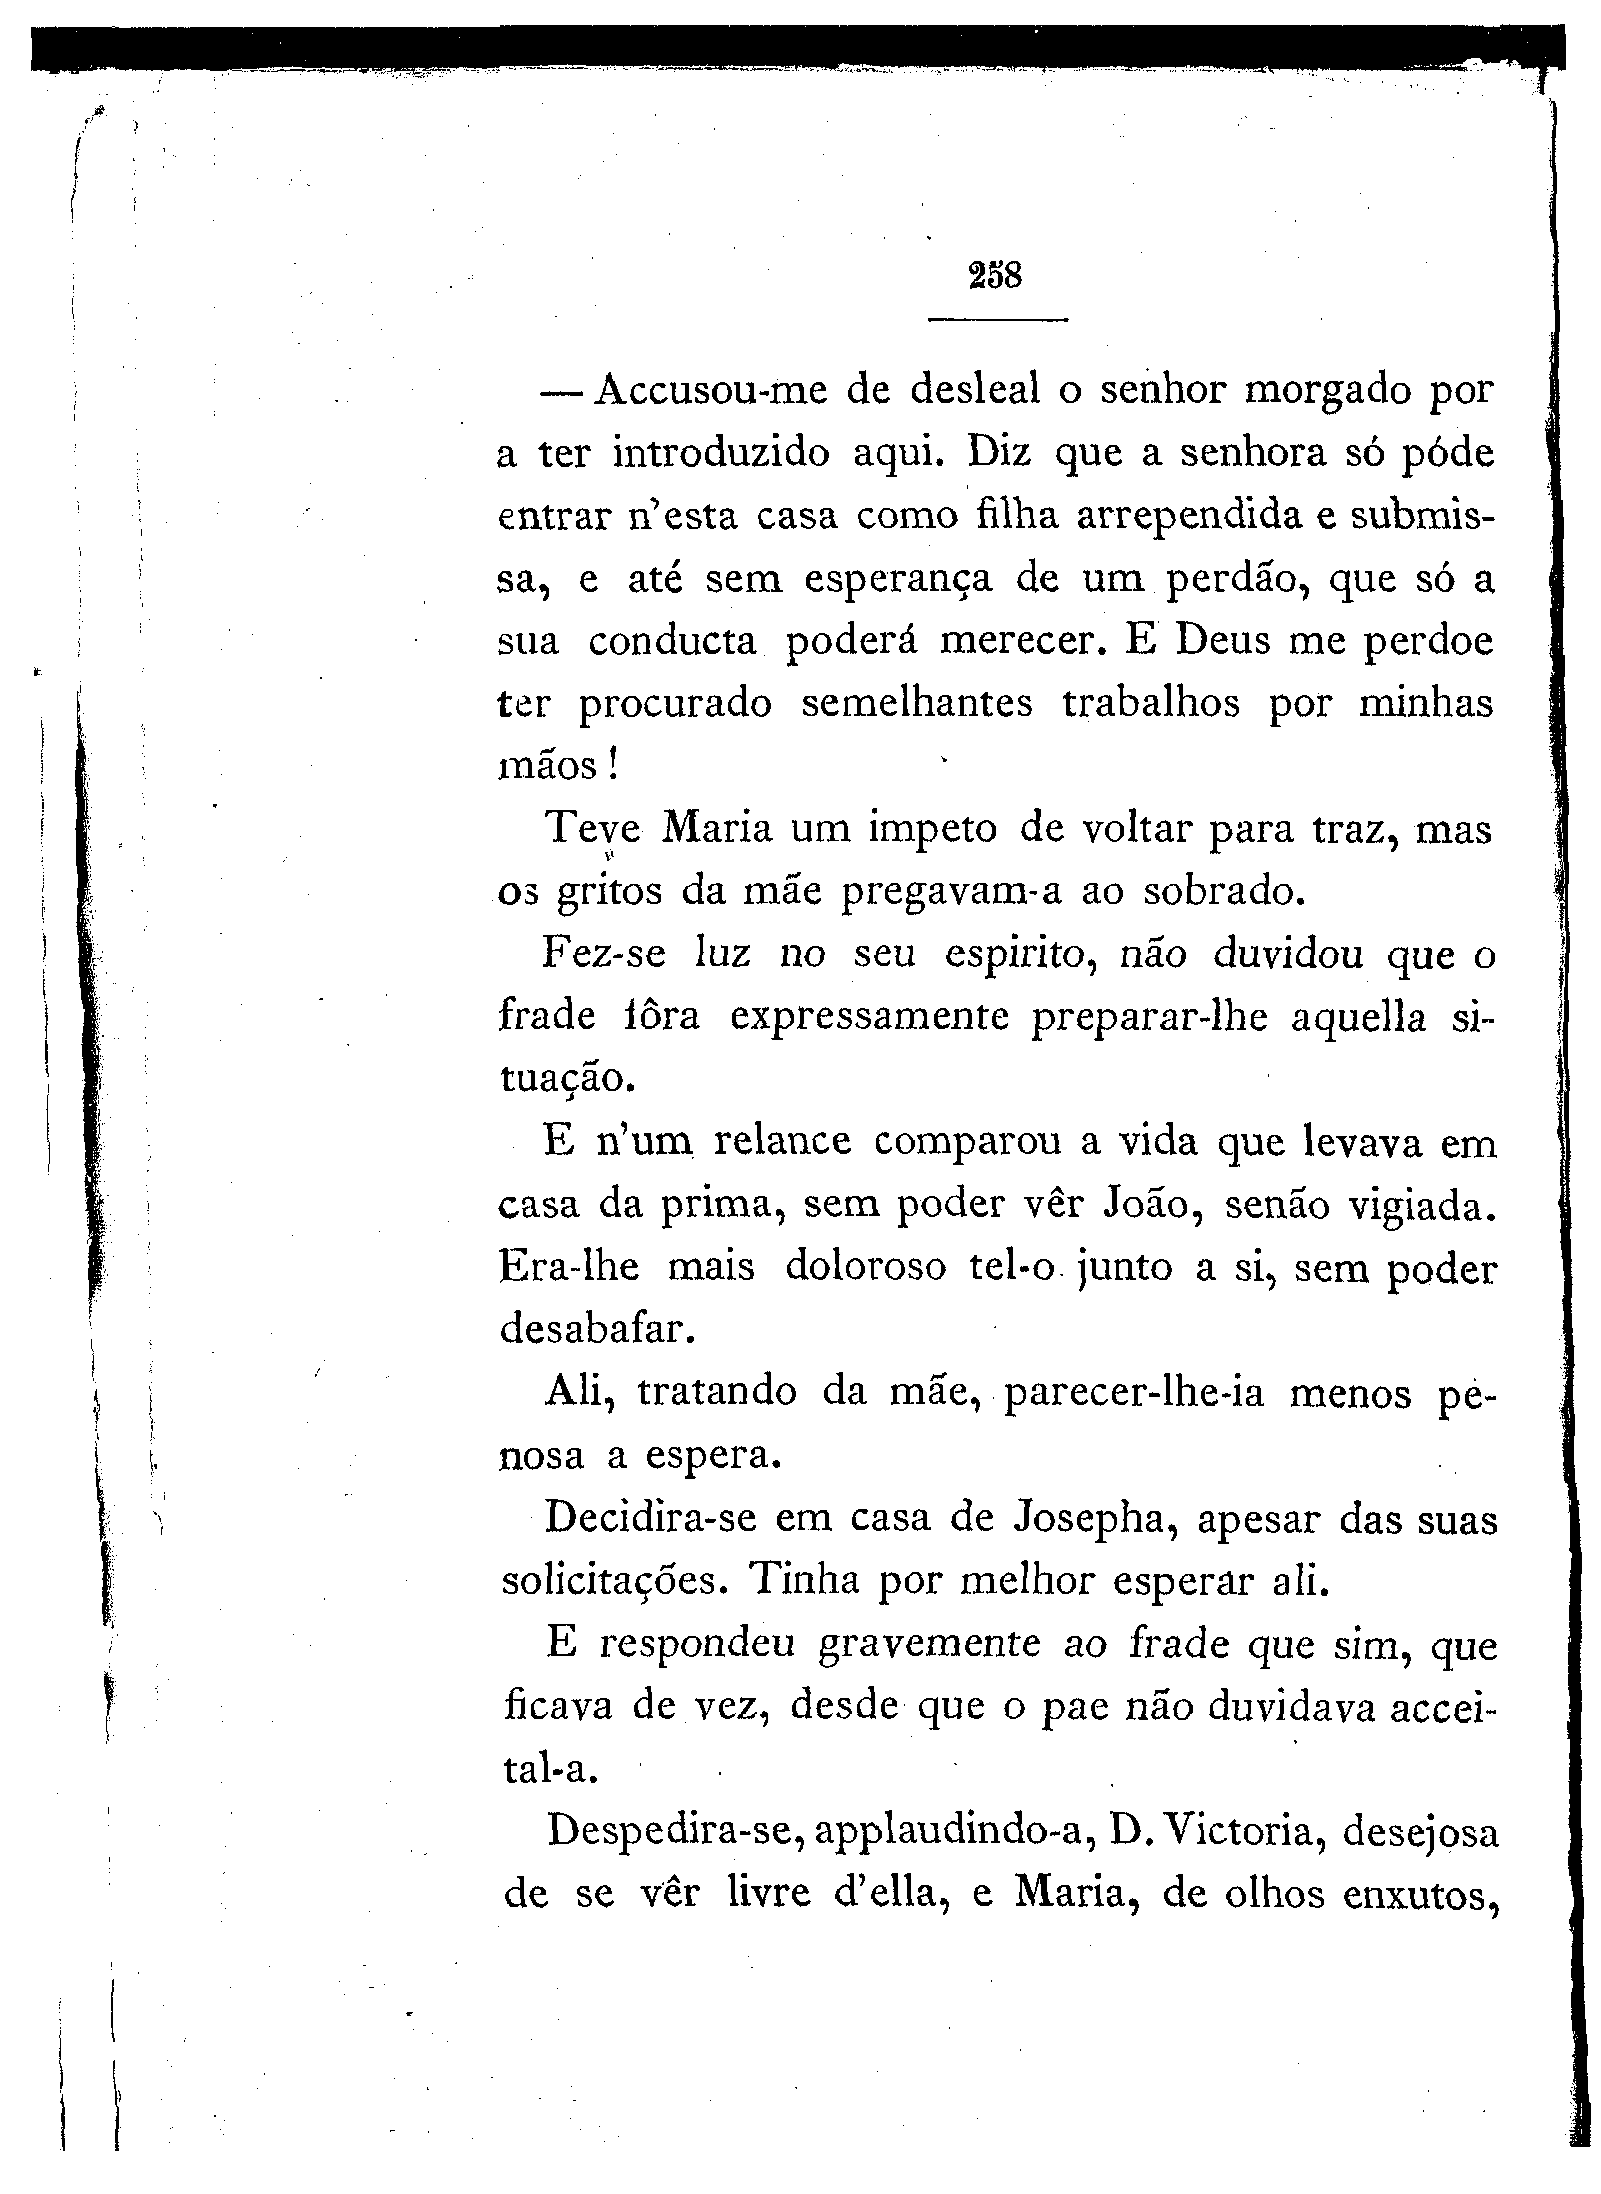 258
— Accusou-me de desleal o senhor morgado por
a ter introduzido aqui. Diz que a senhora só póde
entrar n'esta casa como filha arrependida e submis-
sa, e até sem esperança de um perdão, que só a
sua conducta poderá merecer. E Deus me perdoe
ter procurado semelhantes trabalhos por minhas
mãos !
Teve Maria um impeto de voltar para traz, mas
os gritos da mãe pregavam-a ao sobrado.
Fez-se luz no seu espirito, não duvidou que o
frade fôra expressamente preparar-lhe aquella si-
tuação.
E n'um relance comparou a vida que levava em
casa da prima, sem poder vêr João, senão vigiada.
Era-lhe mais doloroso tel-o junto a si, sem poder
desabafar.
Ali, tratando da mãe, parecer-lhe-ia menos pe-
nosa a espera.
Decidira-se em casa de Josepha, apesar das suas
solicitações. Tinha por melhor esperar ali.
E respondeu gravemente ao frade que sim, que
ficava de vez, desde que o pae não duvidava accei-
tal-a.
Despedira-se, applaudindo-a, D. Victoria, desejosa
de se vêr livre d'ella, e Maria, de olhos enxutos,